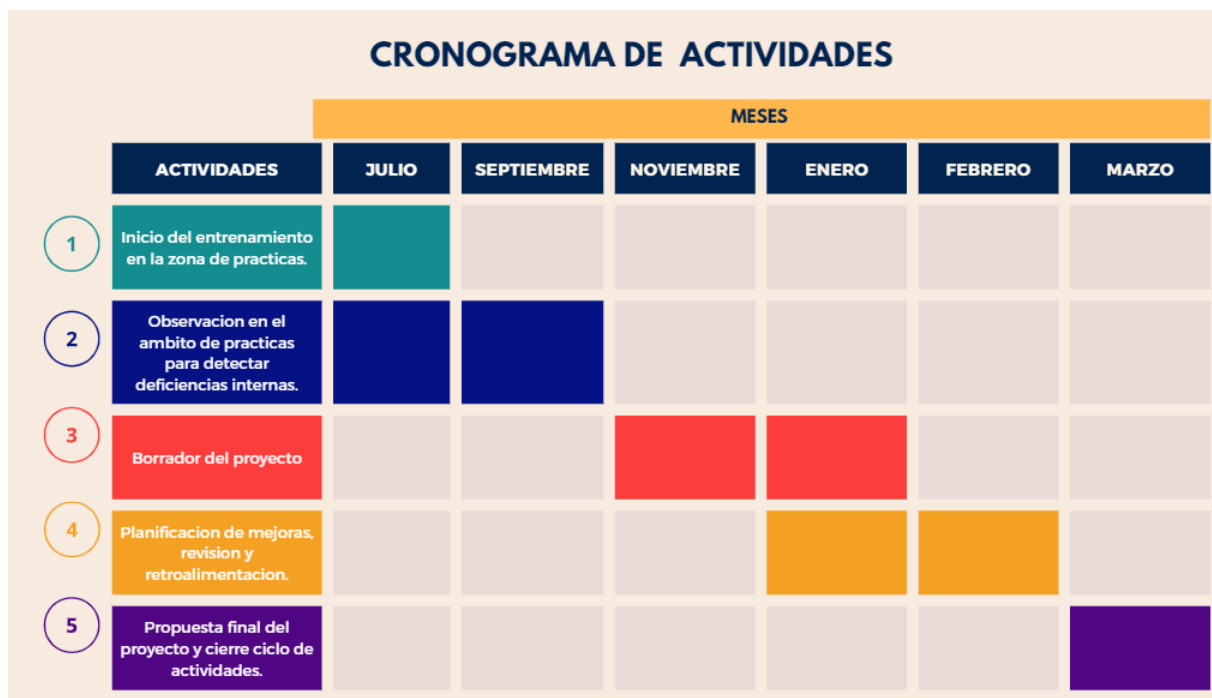 CRONOGRAMA DE ACTIVIDADES
MESES
ACTIVIDADES JULIO SEPTIEMBRE NOVIEMBRE ENERO FEBRERO MARZO
1
Inicio del entrenamiento
en la zona de practicas.
2
Observacion en el
ambito de practicas
para detectar
deficiencias internas.
3
Borrador del proyecto
4
Planificacion de mejoras,
revision y
retroalimentacion.
5
Propuesta final del
proyecto y cierre ciclo de
actividades.